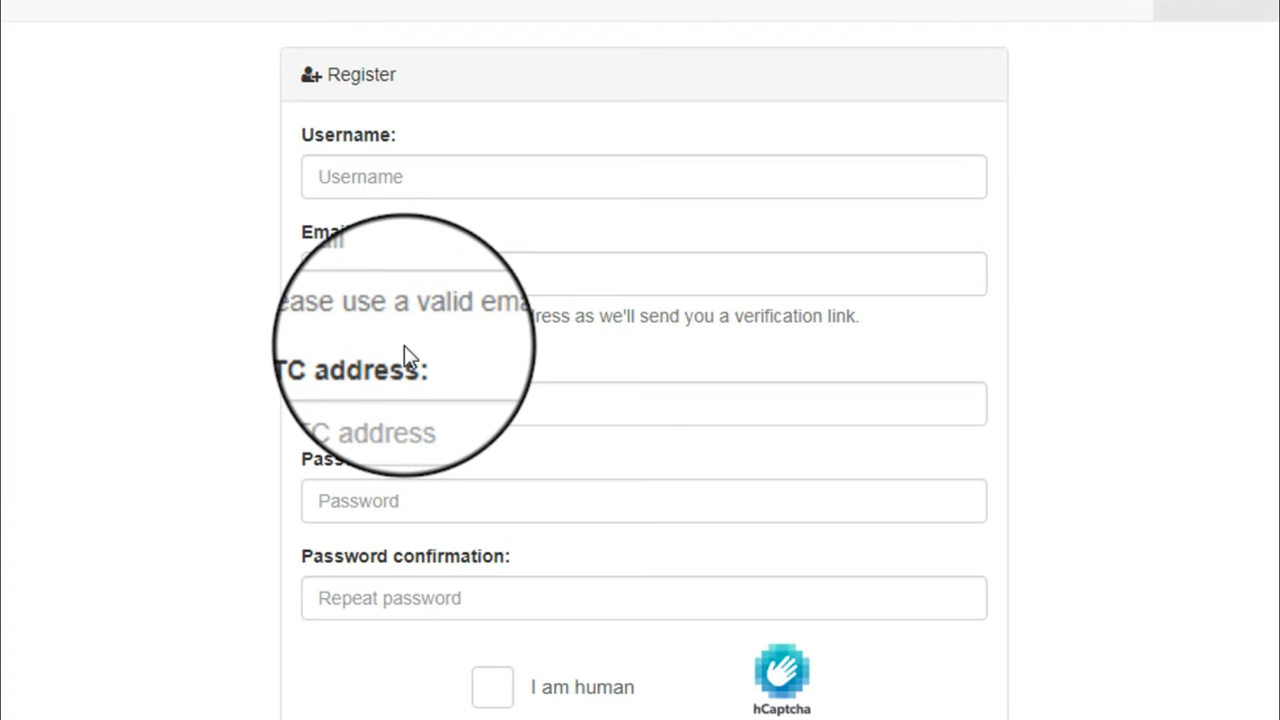 Register
Username:
Username
Email
ease use a valid ema ress as we'll send you a verification link.
TC address:
TC address
Pass
Password
Password confirmation:
Repeat password
I am human
hCaptcha